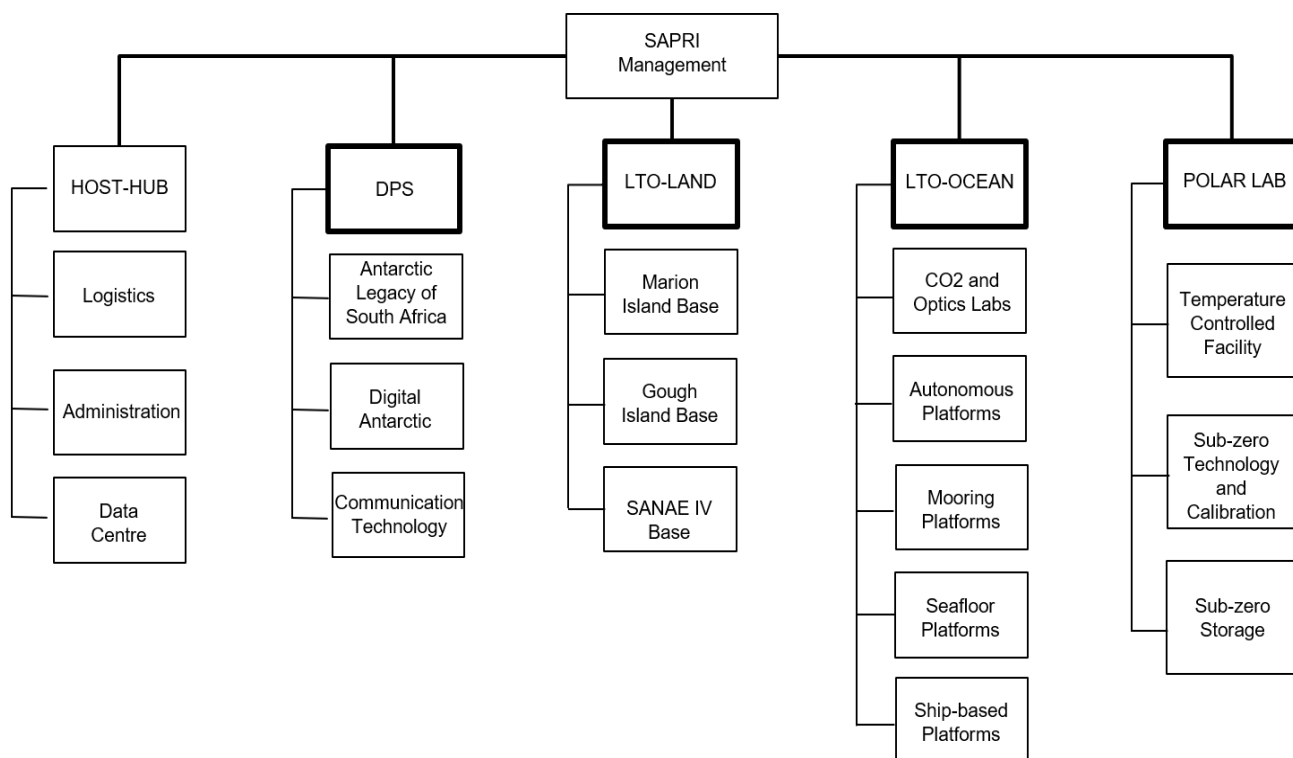 SAPRI
Management
HOST-HUB
Logistics
Administration
Data
Centre
DPS
Antarctic
Legacy of
South Africa
Digital
Antarctic
Communication
Technology
LTO-LAND
Marion
Island Base
Gough
Island Base
SANAE IV
Base
LTO-OCEAN
CO2 and
Optics Labs
Autonomous
Platforms
Mooring
Platforms
Seafloor
Platforms
Ship-based
Platforms
POLAR LAB
Temperature
Controlled
Facility
Sub-zero
Technology
and
Calibration
Sub-zero
Storage